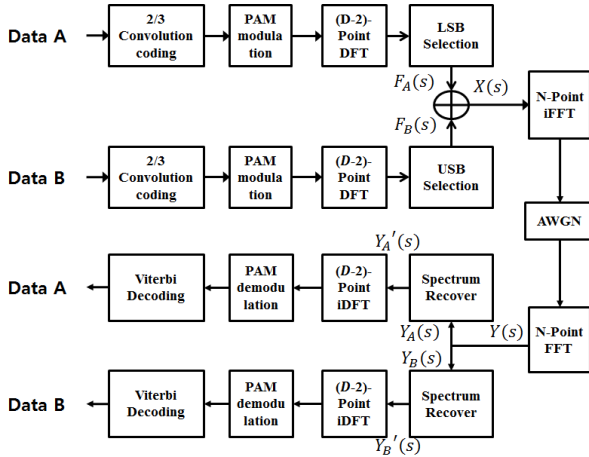 Data A
2/3
Convolution
coding
PAM
modula
tion
(D-2)-
Point
DFT
LSB
Selection
F_A(s)
X(s)
F_B(s)
N-Point
iFFT
Data B
2/3
Convolution
coding
PAM
modula
tion
(D-2)-
Point
DFT
USB
Selection
AWGN
Data A
Viterbi
Decoding
PAM
demodu
lation
(D-2)-
Point
iDFT
Y_A'(s)
Spectrum
Recover
Y_A(s)
Y(s)
Y_B(s)
N-Point
FFT
Data B
Viterbi
Decoding
PAM
demodu
lation
(D-2)-
Point
iDFT
Spectrum
Recover
Y_B'(s)